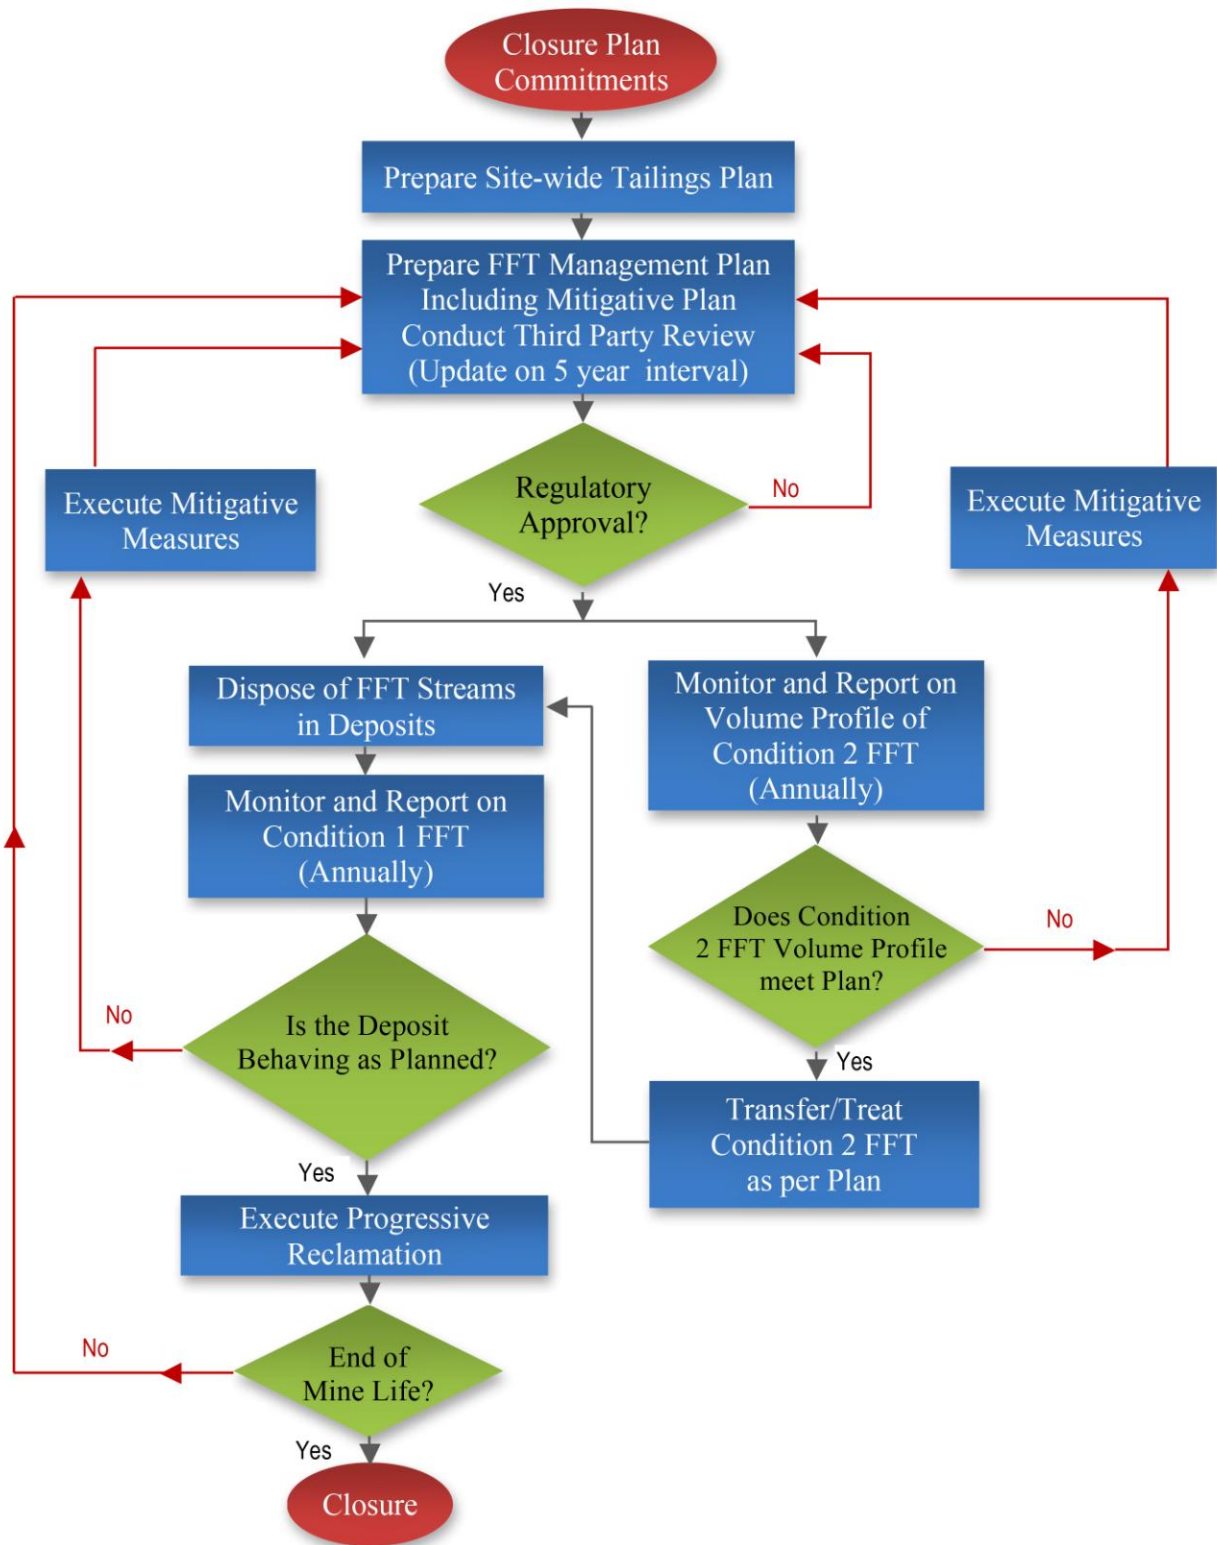 Closure Plan
Commitments
Prepare Site-wide Tailings Plan
Prepare FFT Management Plan
Including Mitigative Plan
Conduct Third Party Review
(Update on 5 year interval)
Regulatory
Approval?
No
Yes
Execute Mitigative
Measures
Execute Mitigative
Measures
Dispose of FFT Streams
in Deposits
Monitor and Report on
Volume Profile of
Condition 2 FFT
(Annually)
Monitor and Report on
Condition 1 FFT
(Annually)
Does Condition
2 FFT Volume Profile
meet Plan?
No
Yes
Is the Deposit
Behaving as Planned?
No
Yes
Transfer/Treat
Condition 2 FFT
as per Plan
Execute Progressive
Reclamation
End of
Mine Life?
No
Yes
Closure